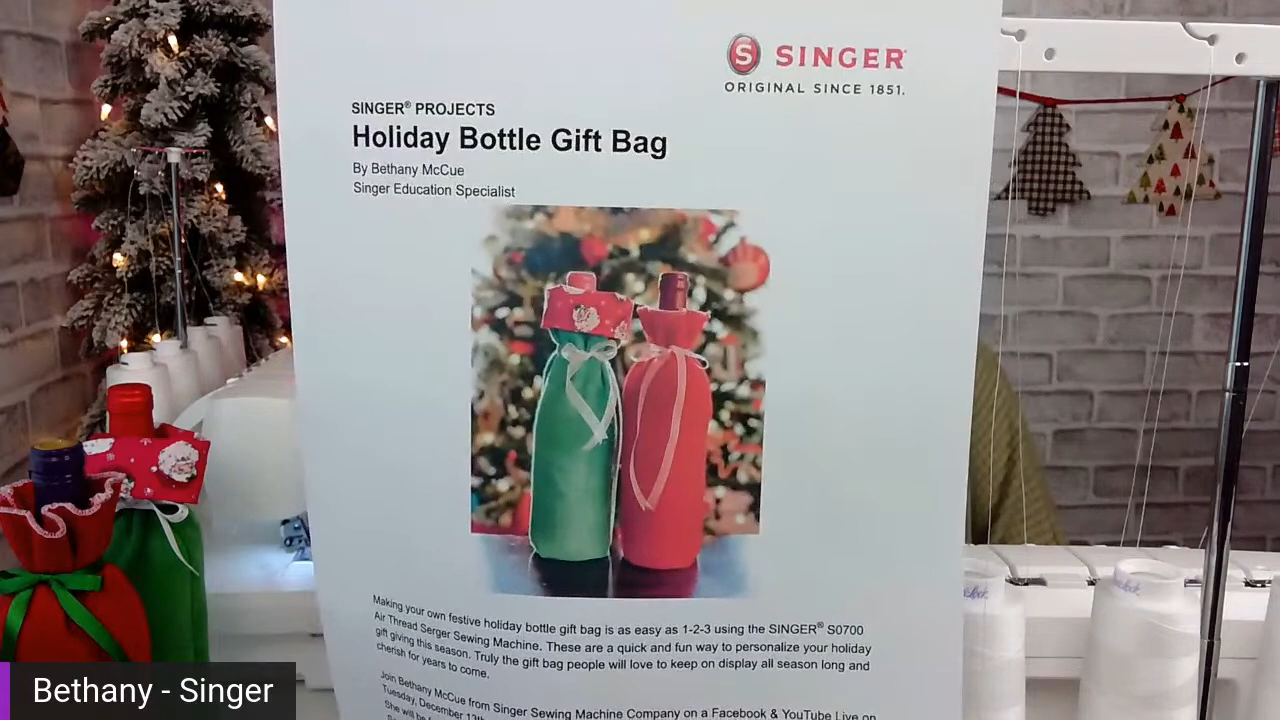 S SINGER®
ORIGINAL SINCE 1851.
SINGER® PROJECTS
Holiday Bottle Gift Bag
By Bethany McCue
Singer Education Specialist
Making your own festive holiday bottle gift bag is as easy as 1-2-3 using the SINGER® S0700
Air Thread Serger Sewing Machine. These are a quick and fun way to personalize your holiday
gift giving this season. Truly the gift bag people will love to keep on display all season long and
cherish for years to come.
Join Bethany McCue from Singer Sewing Machine Company on a Facebook & YouTube Live on
Tuesday, December 13th
She will be
Bethany - Singer